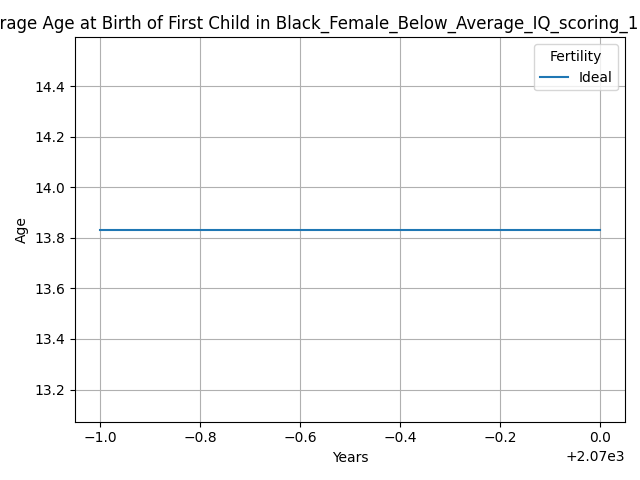 rage Age at Birth of First Child in Black_Female_Below_Average_IQ_scoring_1
Fertility
Ideal
14.4
14.2
14.0
13.8
13.6
13.4
13.2
Age
−1.0 −0.8 −0.6 −0.4 −0.2 0.0
Years
+2.07e3